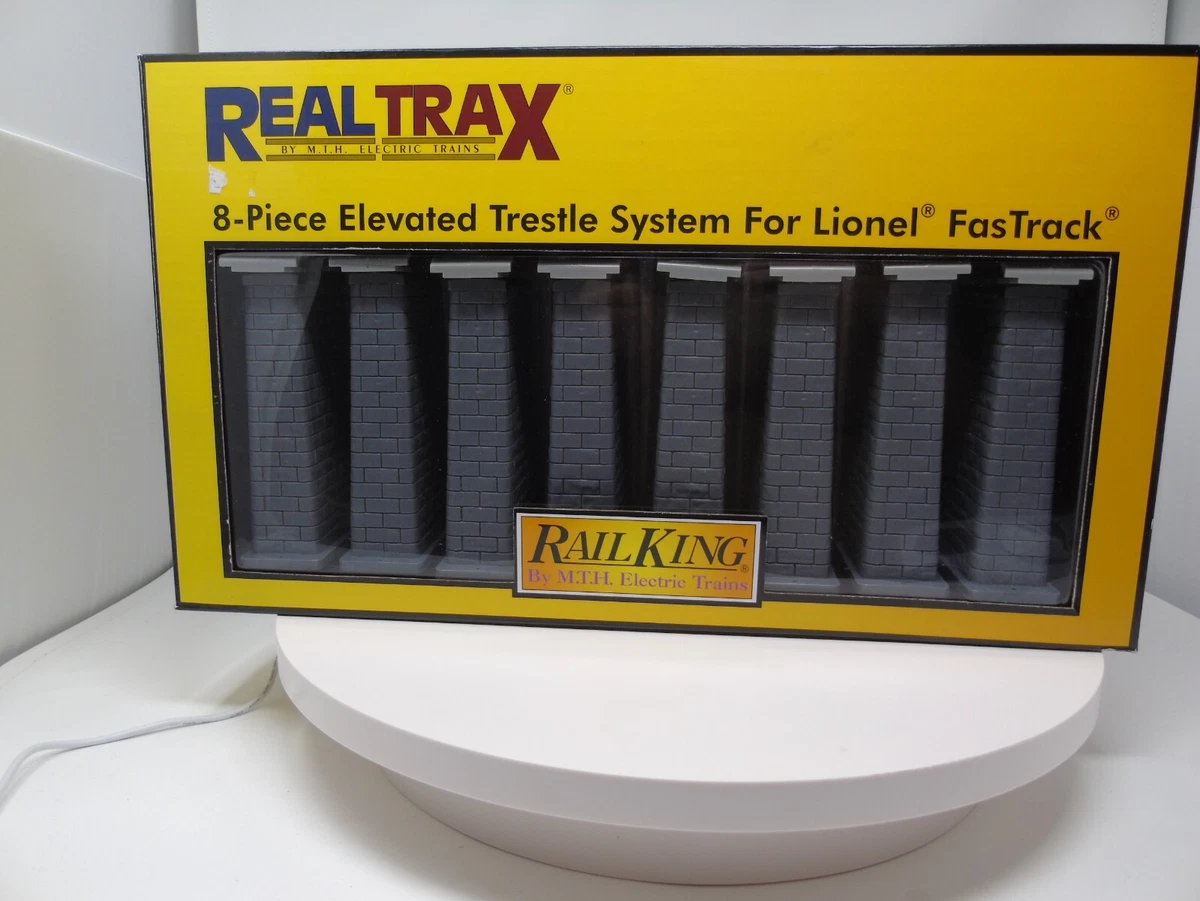 REALTRAX®
BY M.T.H. ELECTRIC TRAINS
8-Piece Elevated Trestle System For Lionel® FasTrack®
RAILKING®
By M.T.H. Electric Trains